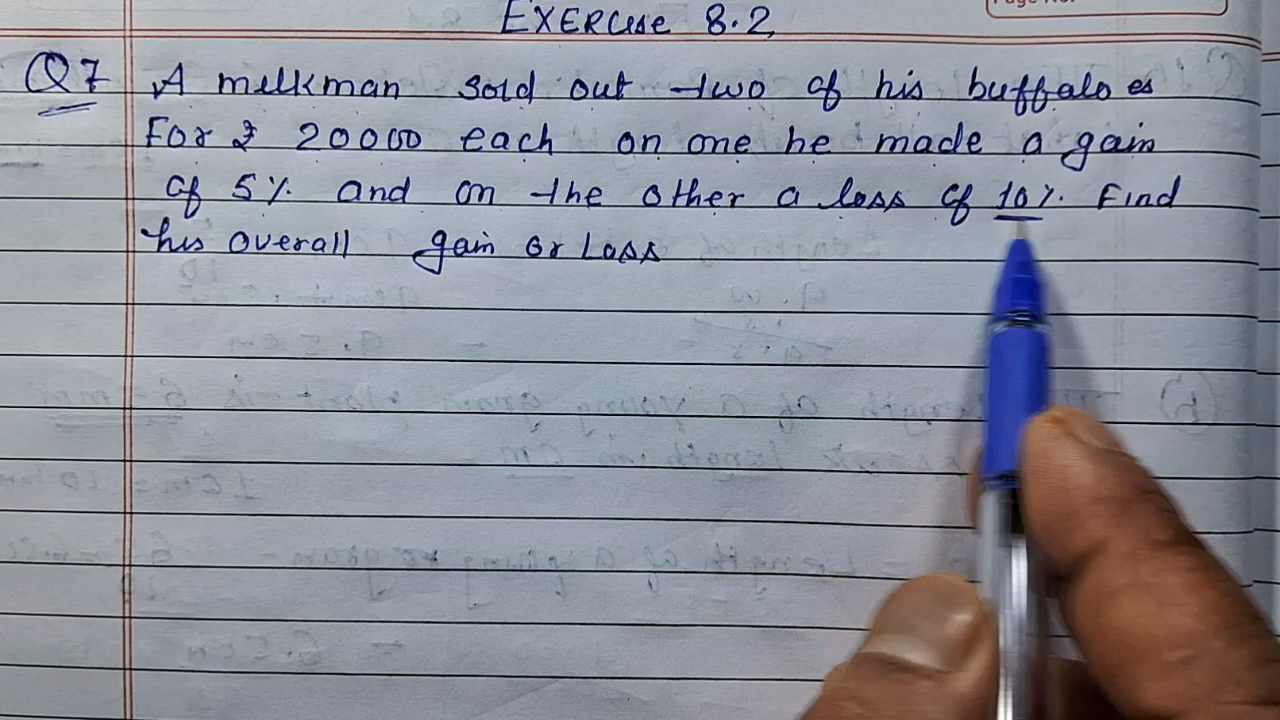 EXERCISE 8.2
Q7 A milkman sold out two of his buffaloes
For ₹ 20000 each on one he made a gain
of 5% and on the other a loss of 10%. Find
his overall gain or Loss